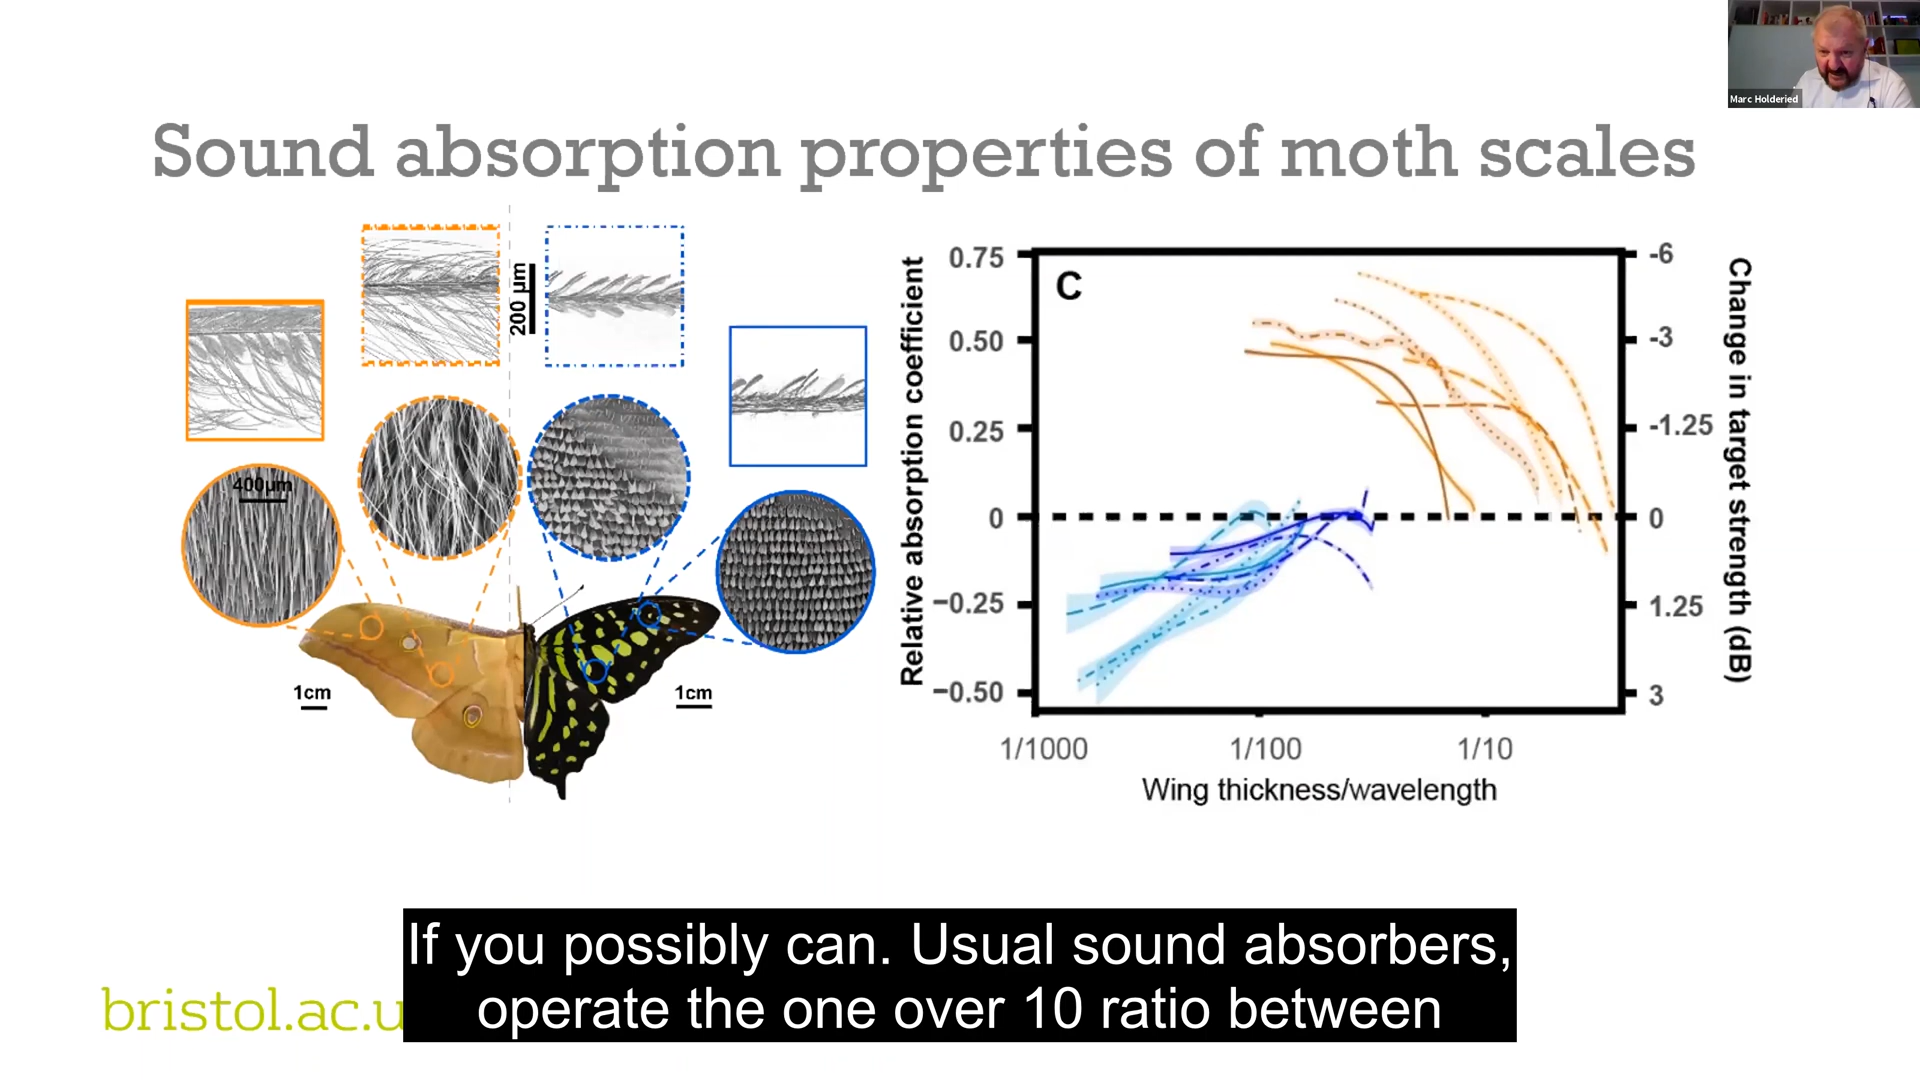 Marc Holderied
Sound absorption properties of moth scales
200 µm
400µm
1cm
1cm
C
Relative absorption coefficient
0.75
0.50
0.25
0
−0.25
−0.50
-6
-3
-1.25
0
1.25
3
Change in target strength (dB)
1/1000
1/100
1/10
Wing thickness/wavelength
If you possibly can. Usual sound absorbers,
operate the one over 10 ratio between
bristol.ac.u